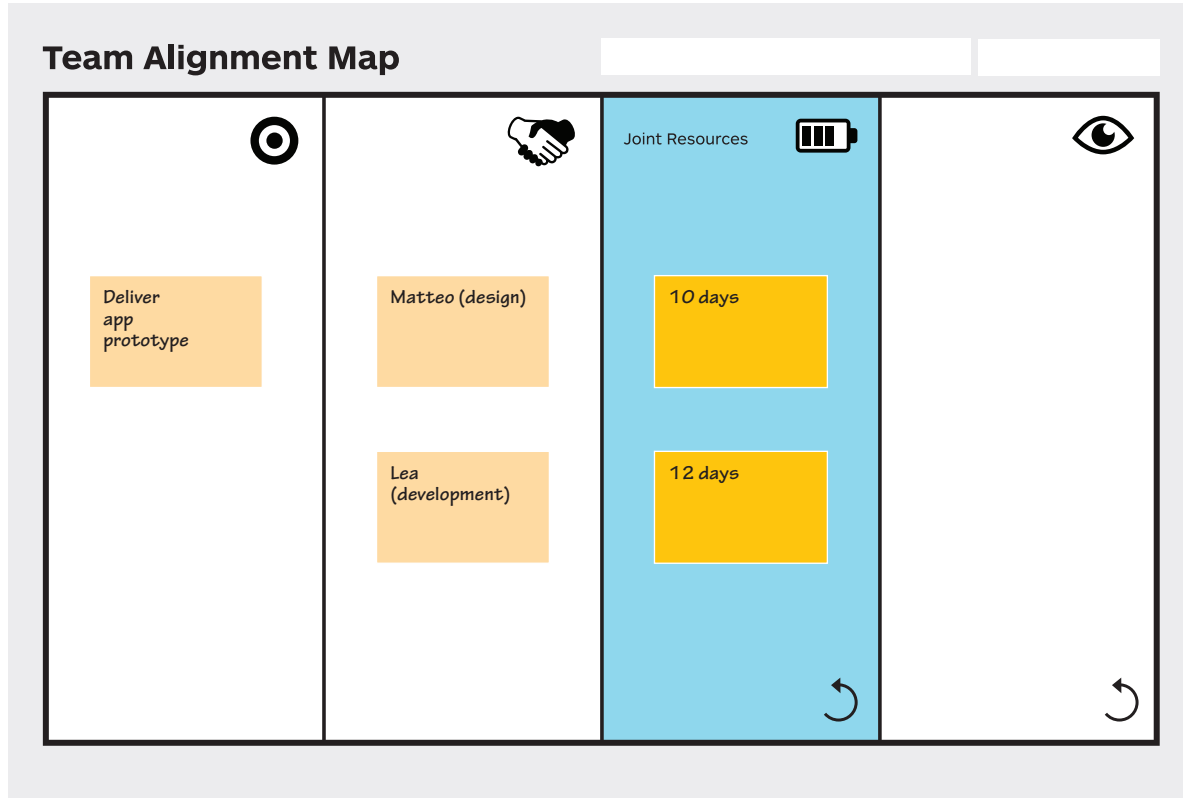 Team Alignment Map
Joint Resources
Deliver
app
prototype
Matteo (design)
10 days
Lea
(development)
12 days